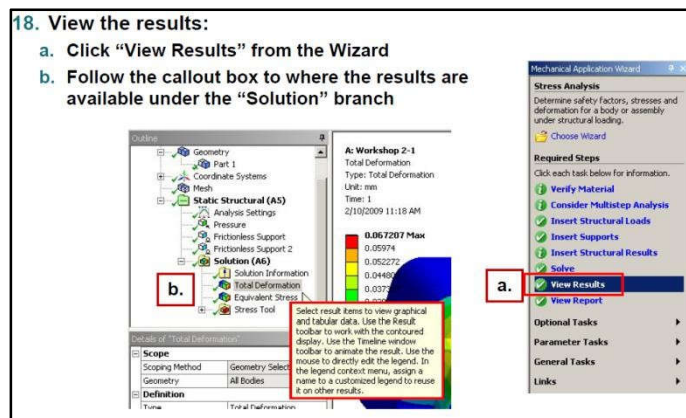 18. View the results:
a. Click “View Results” from the Wizard
b. Follow the callout box to where the results are
available under the “Solution” branch
Outline
Geometry
Part 1
Coordinate Systems
Mesh
Static Structural (A5)
Analysis Settings
Pressure
Frictionless Support
Frictionless Support 2
Solution (A6)
Solution Information
Total Deformation
Equivalent Stress
Stress Tool
b.
Details of "Total Deformation"
Scope
Scoping Method Geometry Select
Geometry All Bodies
Definition
Type Total Deformation
A: Workshop 2-1
Total Deformation
Type: Total Deformation
Unit: mm
Time: 1
2/10/2009 11:18 AM
0.067207 Max
0.05974
0.052272
0.0448
0.0373
Select result items to view graphical
and tabular data. Use the Result
toolbar to work with the contoured
display. Use the Timeline window
toolbar to animate the result. Use the
mouse to directly edit the legend. In
the legend context menu, assign a
name to a customized legend to reuse
it on other results.
a.
Mechanical Application Wizard
Stress Analysis
Determine safety factors, stresses and
deformation for a body or assembly
under structural loading.
Choose Wizard
Required Steps
Click each task below for information.
Verify Material
Consider Multistep Analysis
Insert Structural Loads
Insert Supports
Insert Structural Results
Solve
View Results
View Report
Optional Tasks
Parameter Tasks
General Tasks
Links